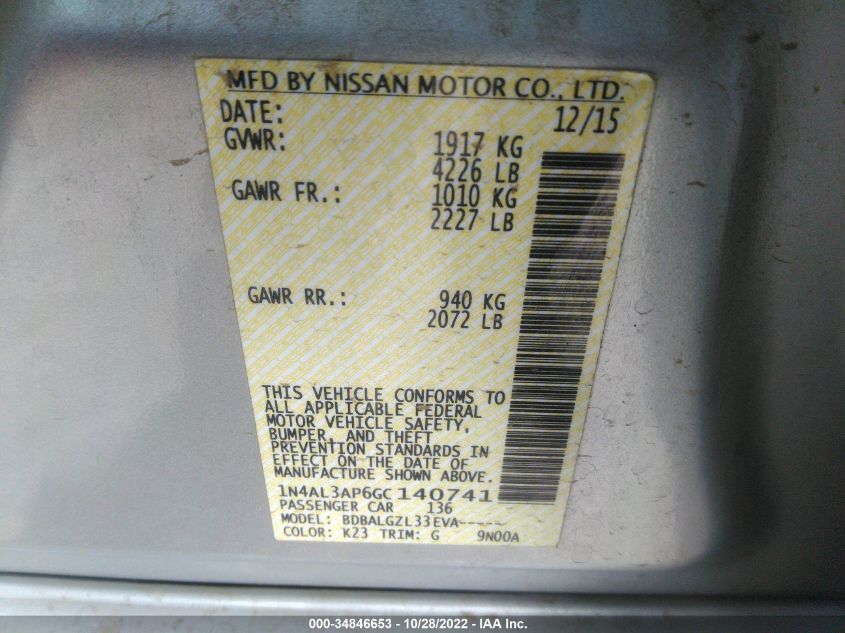 MFD BY NISSAN MOTOR CO., LTD.
DATE: 12/15
GVWR: 1917 KG
4226 LB
GAWR FR.: 1010 KG
2227 LB
GAWR RR.: 940 KG
2072 LB
THIS VEHICLE CONFORMS TO
ALL APPLICABLE FEDERAL
MOTOR VEHICLE SAFETY,
BUMPER, AND THEFT
PREVENTION STANDARDS IN
EFFECT ON THE DATE OF
MANUFACTURE SHOWN ABOVE.
1N4AL3AP6GC140741
PASSENGER CAR 136
MODEL: BDBALGZL33EVA-----
COLOR: K23 TRIM: G 9N00A
000-34846653 - 10/28/2022 - IAA Inc.